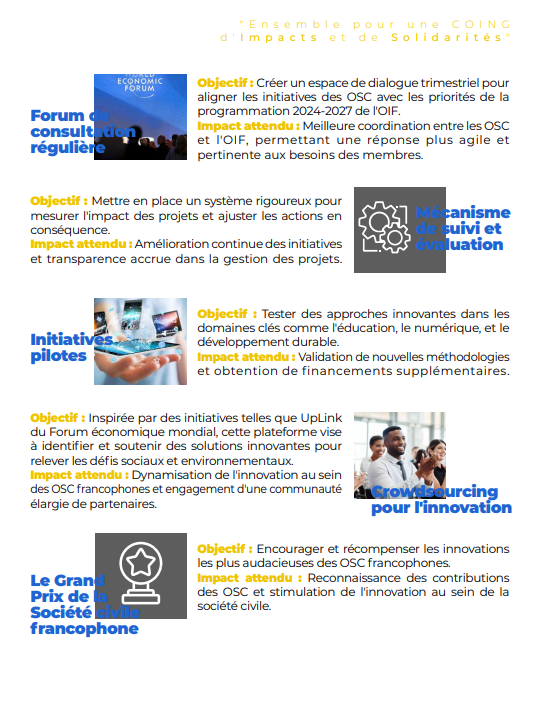 "Ensemble pour une COING
d'Impacts et de Solidarités"
WORLD
ECONOMIC
FORUM
Forum de
consultation
régulière
Objectif : Créer un espace de dialogue trimestriel pour
aligner les initiatives des OSC avec les priorités de la
programmation 2024-2027 de l'OIF.
Impact attendu : Meilleure coordination entre les OSC
et l'OIF, permettant une réponse plus agile et
pertinente aux besoins des membres.
Objectif : Mettre en place un système rigoureux pour
mesurer l'impact des projets et ajuster les actions en
conséquence.
Impact attendu : Amélioration continue des initiatives
et transparence accrue dans la gestion des projets.
Mécanisme
de suivi et
évaluation
Initiatives
pilotes
Objectif : Tester des approches innovantes dans les
domaines clés comme l'éducation, le numérique, et le
développement durable.
Impact attendu : Validation de nouvelles méthodologies
et obtention de financements supplémentaires.
Objectif : Inspirée par des initiatives telles que UpLink
du Forum économique mondial, cette plateforme vise
à identifier et soutenir des solutions innovantes pour
relever les défis sociaux et environnementaux.
Impact attendu : Dynamisation de l'innovation au sein
des OSC francophones et engagement d'une communauté
élargie de partenaires.
Crowdsourcing
pour l'innovation
Le Grand
Prix de la
Société civile
francophone
Objectif : Encourager et récompenser les innovations
les plus audacieuses des OSC francophones.
Impact attendu : Reconnaissance des contributions
des OSC et stimulation de l'innovation au sein de la
société civile.